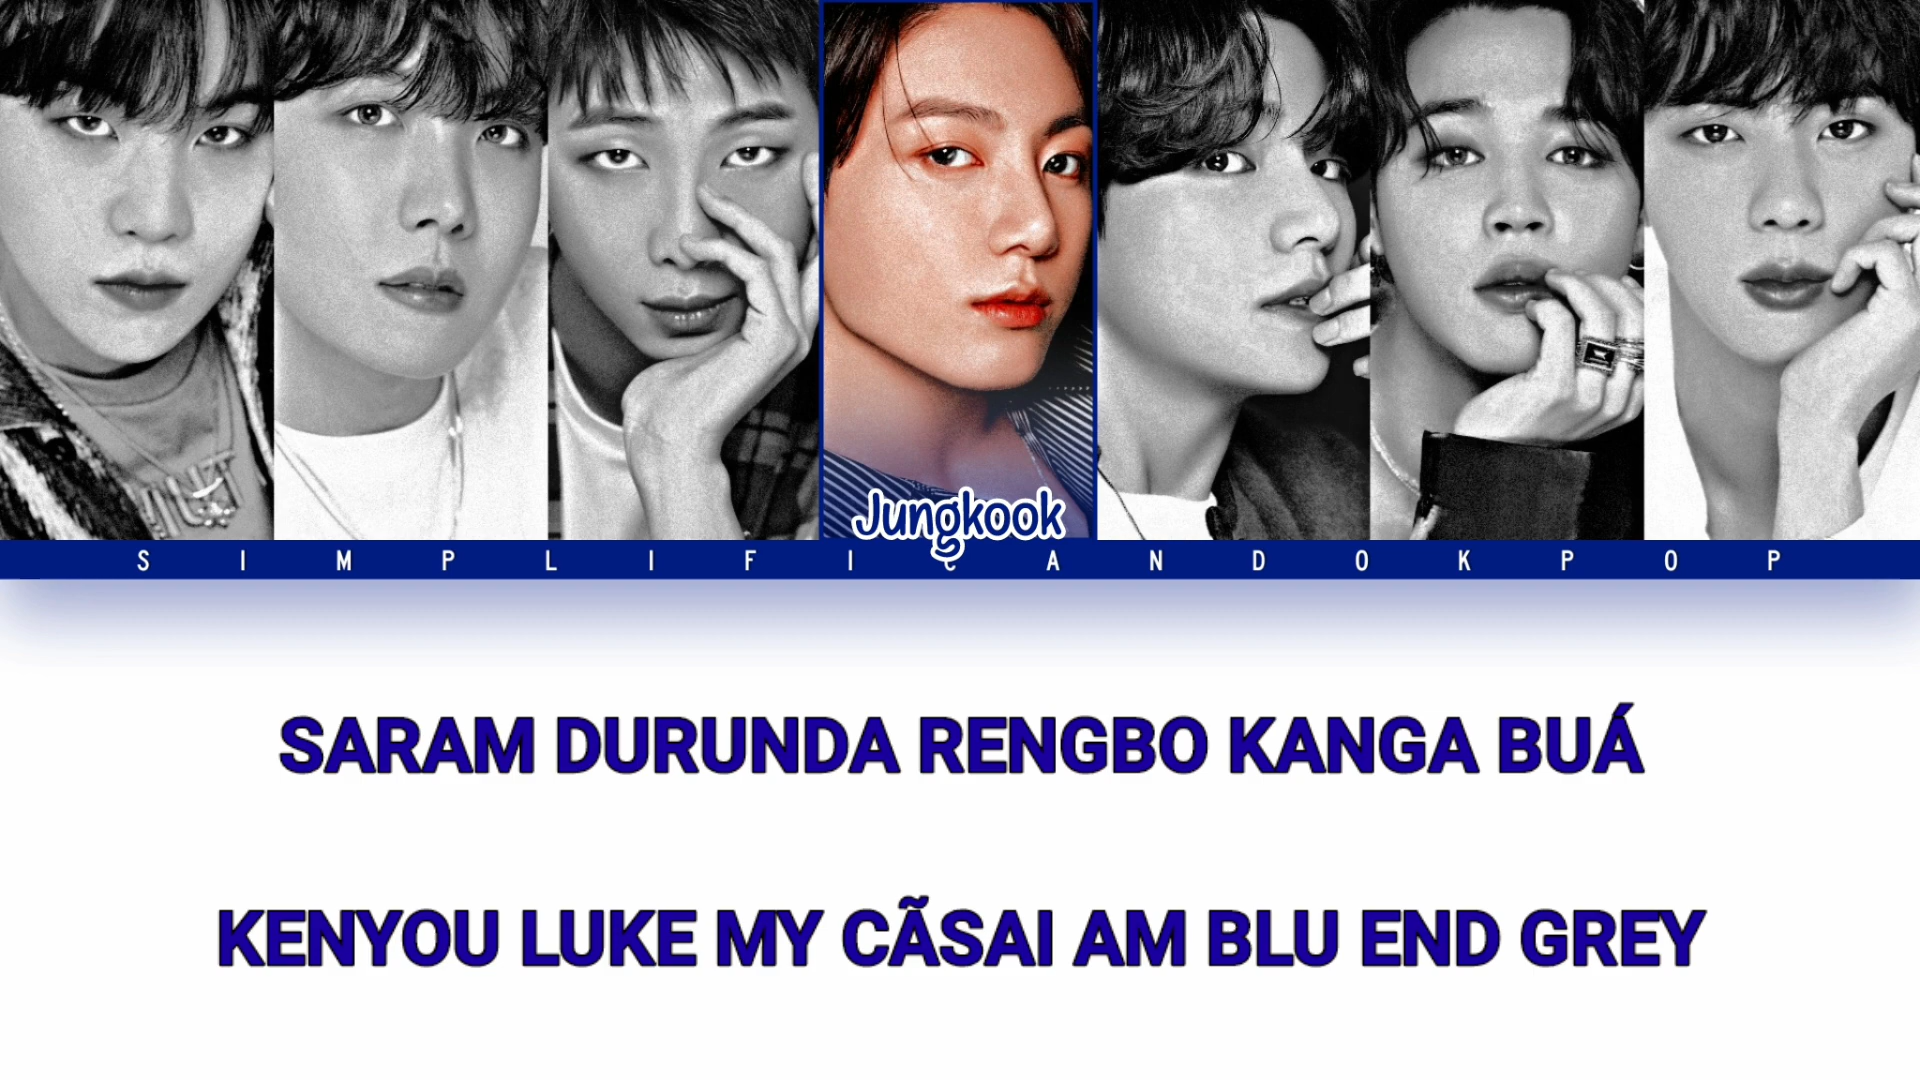 Jungkook
SIMPLIFIÇANDOKPOP
SARAM DURUNDA RENGBO KANGA BUÁ
KENYOU LUKE MY CÃSAI AM BLU END GREY